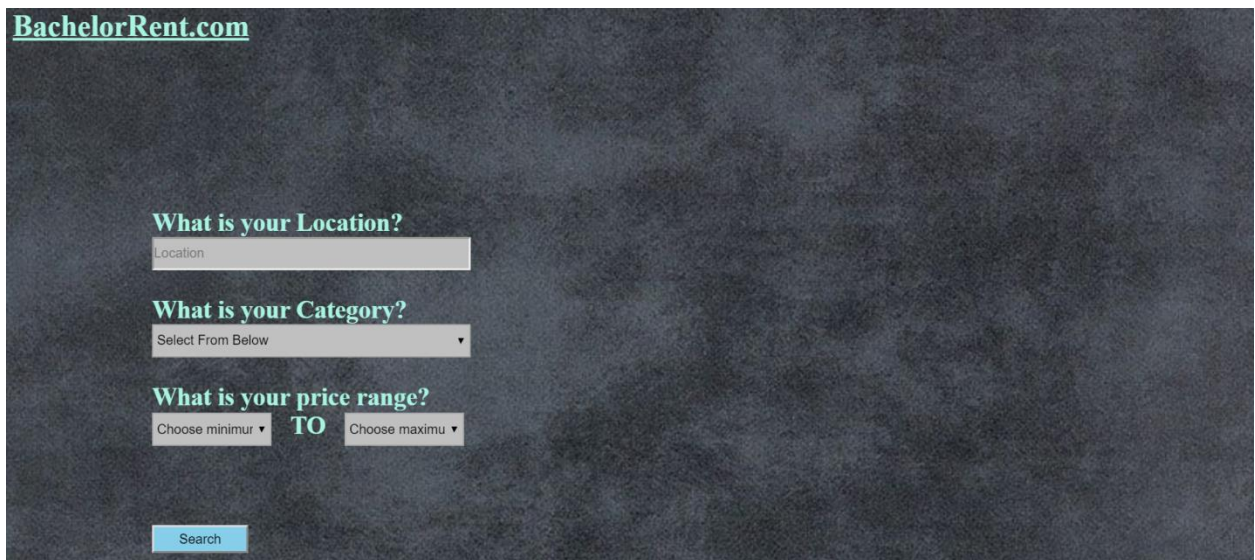 BachelorRent.com
What is your Location?
Location
What is your Category?
Select From Below
What is your price range?
Choose minimur TO Choose maximu
Search